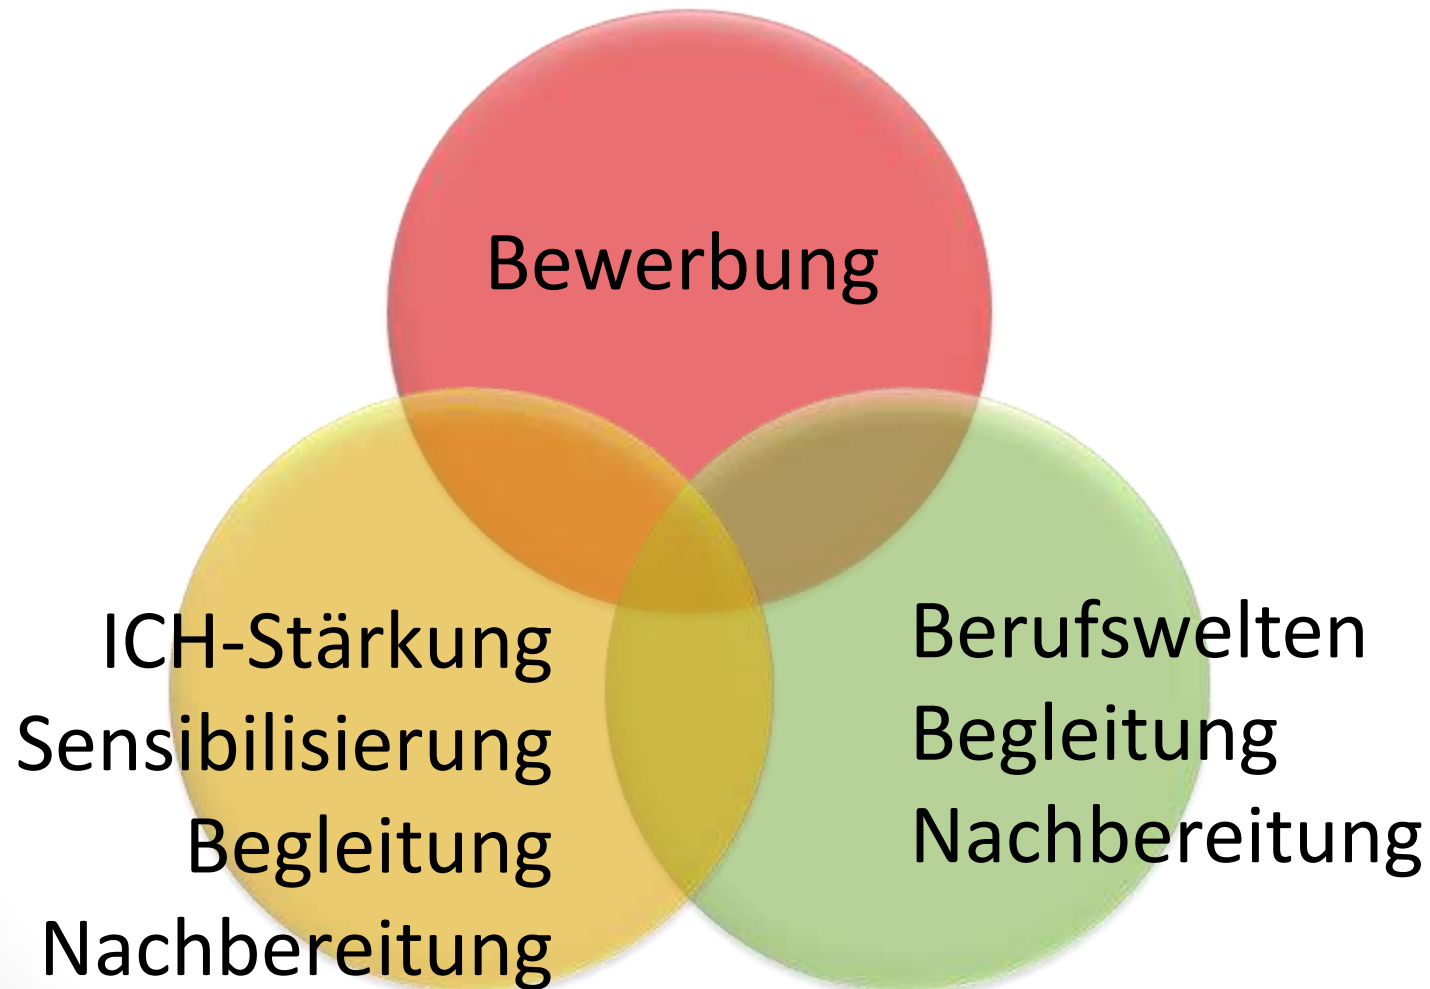 Bewerbung
ICH-Stärkung
Sensibilisierung
Begleitung
Nachbereitung
Berufswelten
Begleitung
Nachbereitung